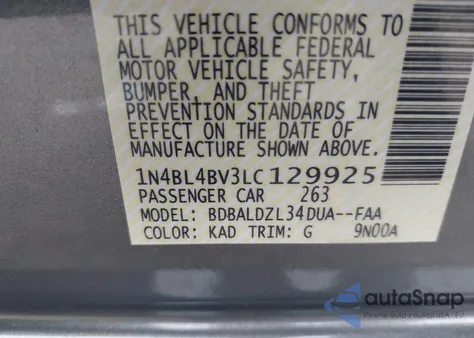 THIS VEHICLE CONFORMS TO
ALL APPLICABLE FEDERAL
MOTOR VEHICLE SAFETY,
BUMPER, AND THEFT
PREVENTION STANDARDS IN
EFFECT ON THE DATE OF
MANUFACTURE SHOWN ABOVE.
1N4BL4BV3LC129925
PASSENGER CAR 263
MODEL: BDBALDZL34DUA--FAA
COLOR: KAD TRIM: G 9N00A
autoSnap